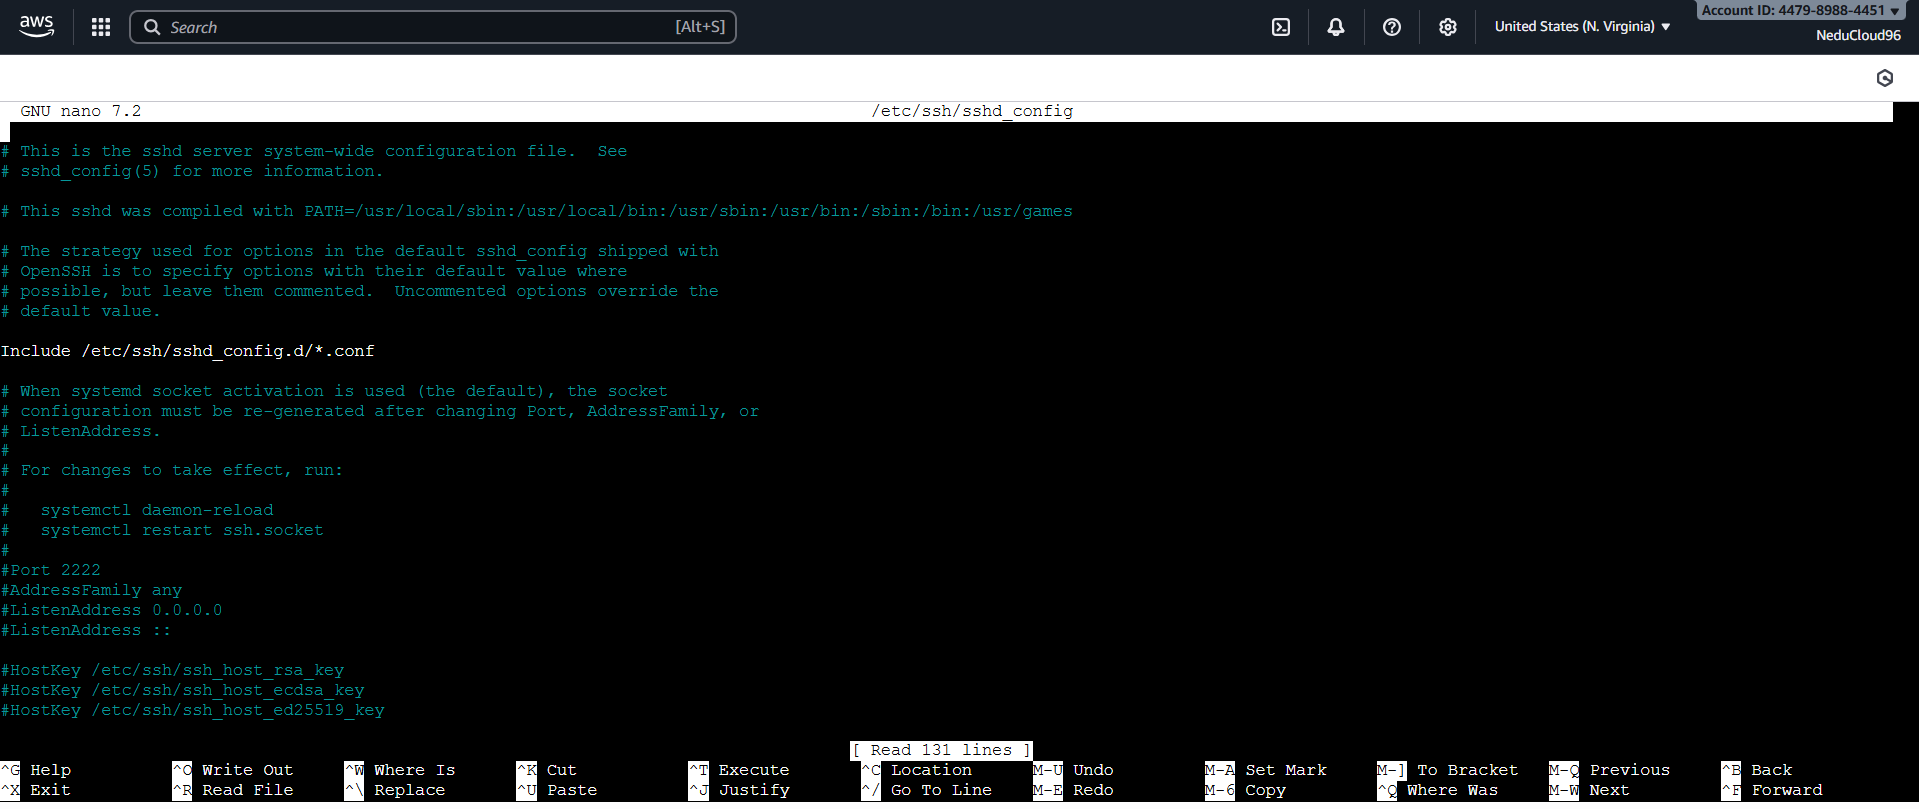 aws
Search [Alt+S]
United States (N. Virginia) ▼
Account ID: 4479-8988-4451 ▼
NeduCloud96
GNU nano 7.2 /etc/ssh/sshd_config
# This is the sshd server system-wide configuration file.  See
# sshd_config(5) for more information.
# This sshd was compiled with PATH=/usr/local/sbin:/usr/local/bin:/usr/sbin:/usr/bin:/sbin:/bin:/usr/games
# The strategy used for options in the default sshd_config shipped with
# OpenSSH is to specify options with their default value where
# possible, but leave them commented.  Uncommented options override the
# default value.
Include /etc/ssh/sshd_config.d/*.conf
# When systemd socket activation is used (the default), the socket
# configuration must be re-generated after changing Port, AddressFamily, or
# ListenAddress.
#
# For changes to take effect, run:
#
#   systemctl daemon-reload
#   systemctl restart ssh.socket
#
#Port 2222
#AddressFamily any
#ListenAddress 0.0.0.0
#ListenAddress ::
#HostKey /etc/ssh/ssh_host_rsa_key
#HostKey /etc/ssh/ssh_host_ecdsa_key
#HostKey /etc/ssh/ssh_host_ed25519_key
[ Read 131 lines ]
^G Help ^O Write Out ^W Where Is ^K Cut ^T Execute ^C Location M-U Undo M-A Set Mark M-] To Bracket M-Q Previous ^B Back
^X Exit ^R Read File ^\ Replace ^U Paste ^J Justify ^/ Go To Line M-E Redo M-6 Copy ^Q Where Was M-W Next ^F Forward